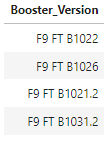 Booster_Version
F9 FT B1022
F9 FT B1026
F9 FT B1021.2
F9 FT B1031.2